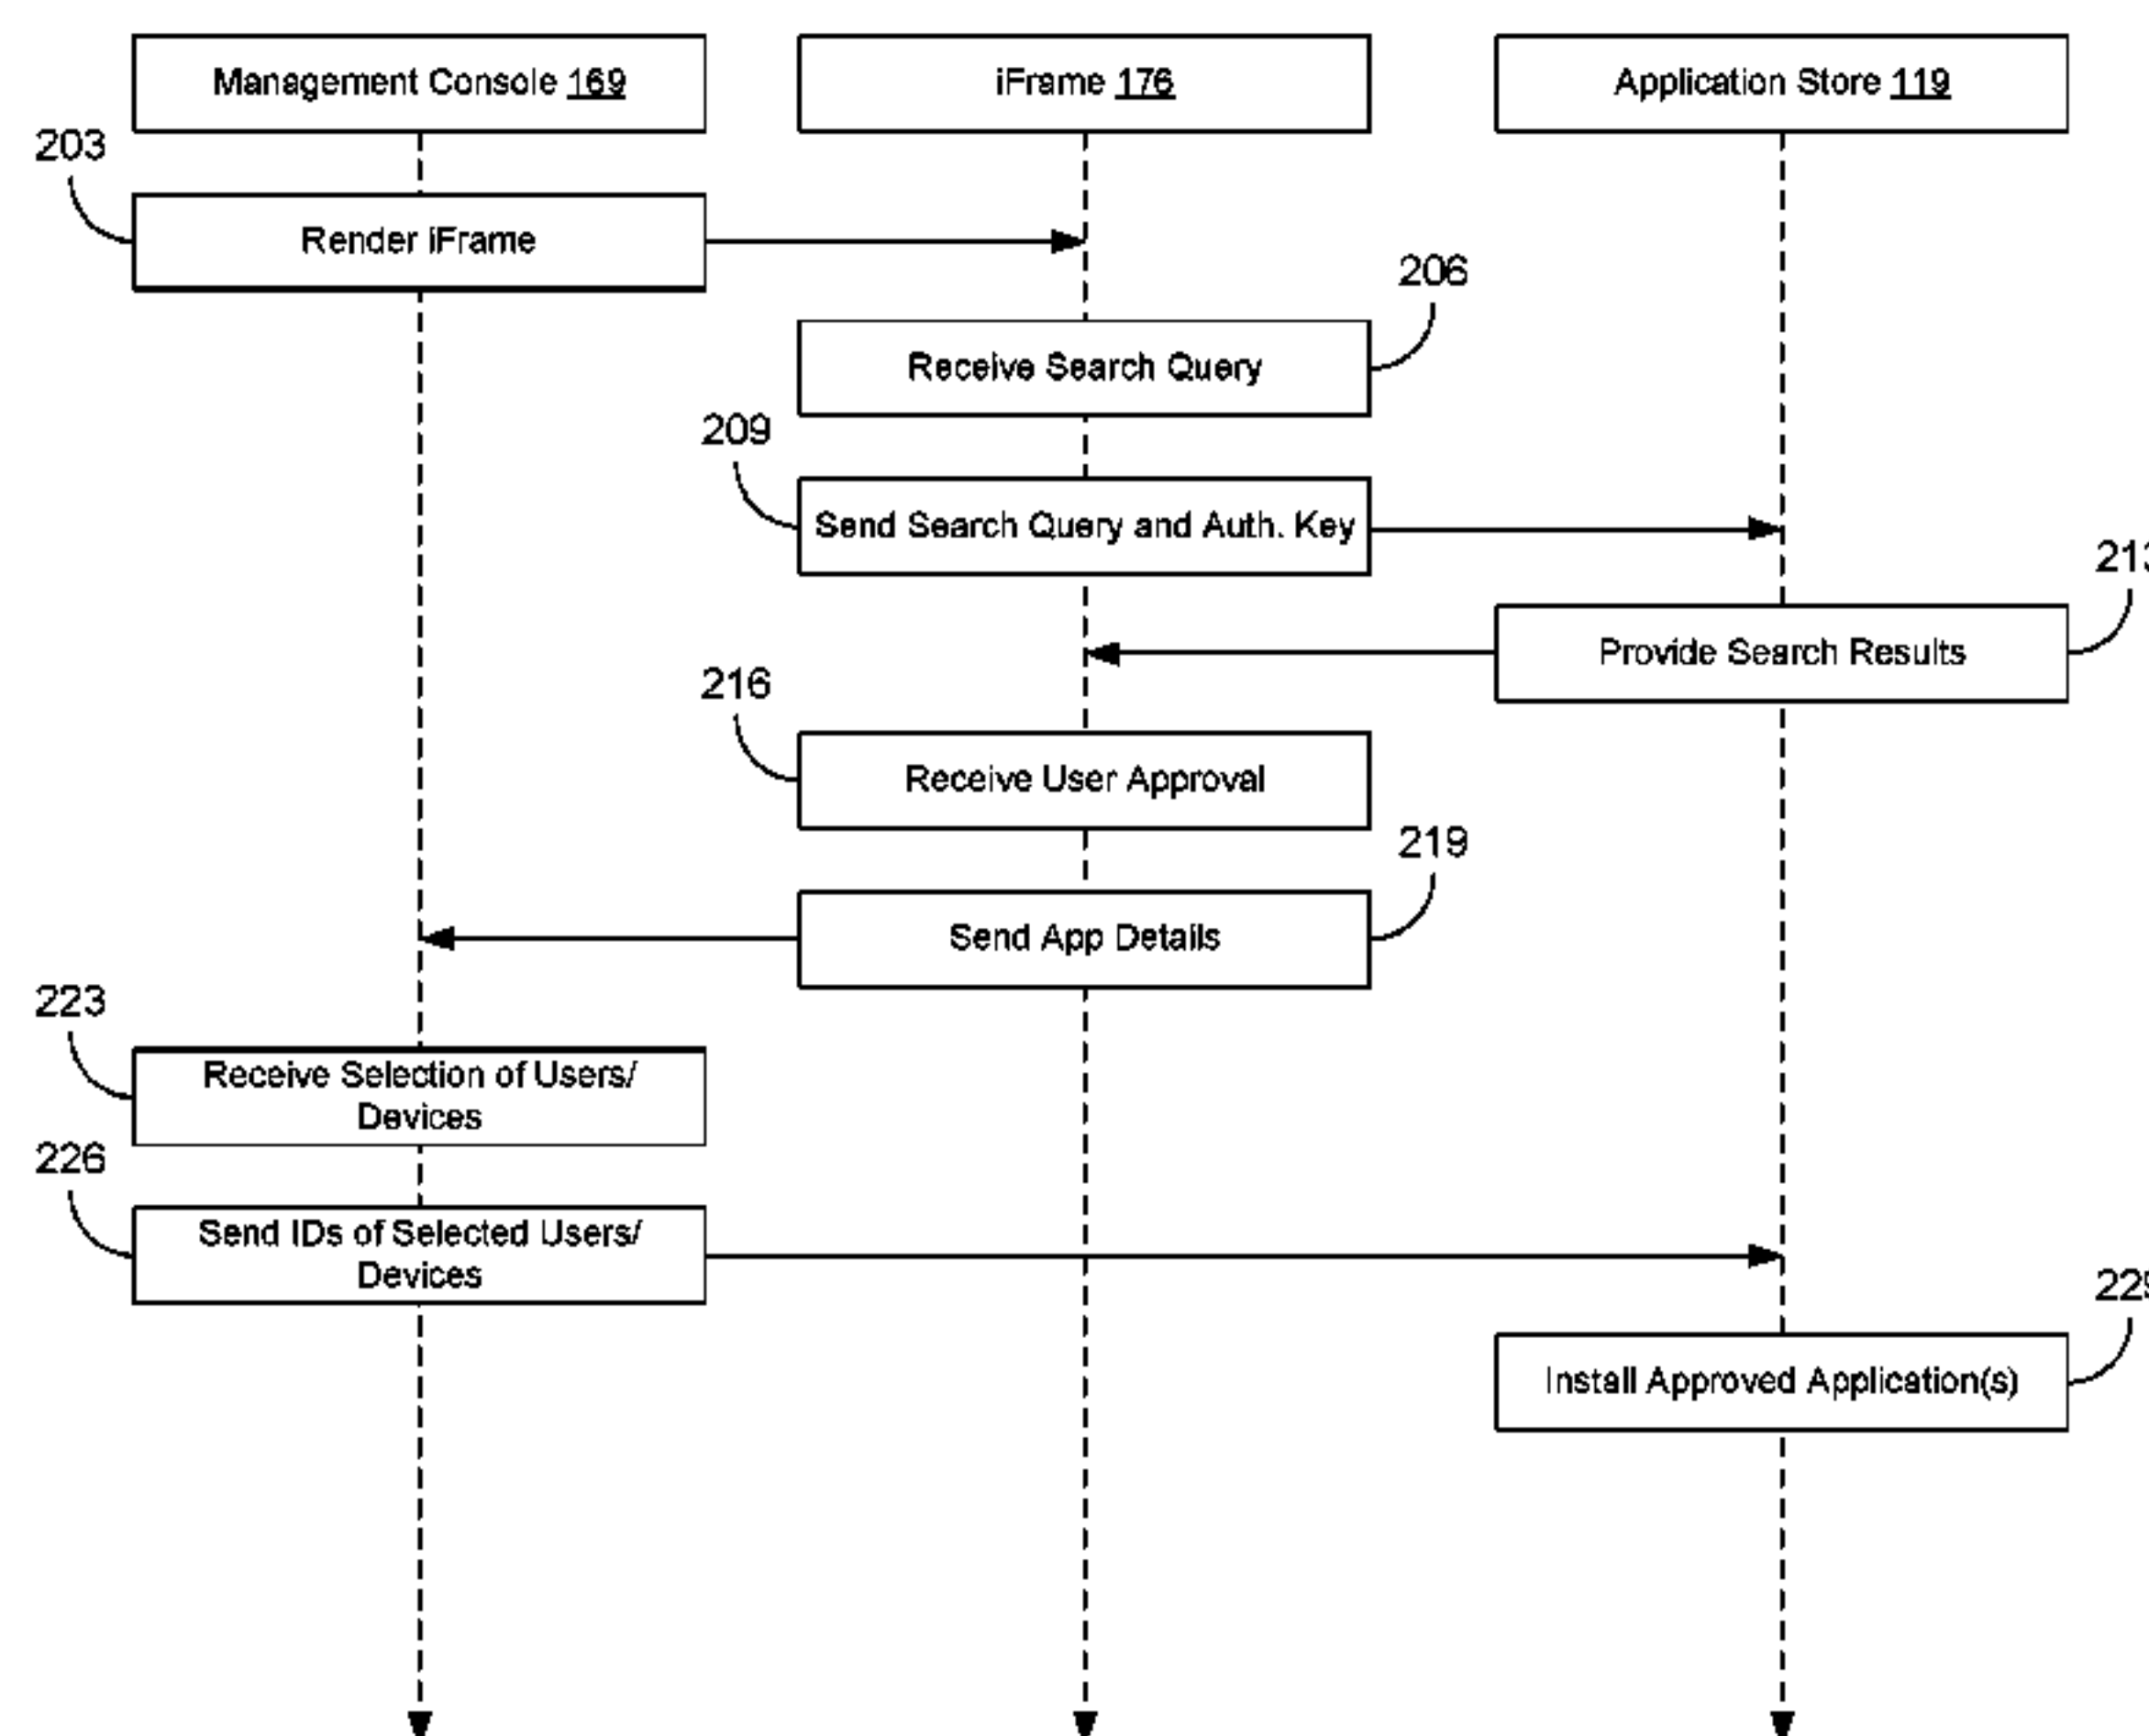 Management Console 169
iFrame 176
Application Store 119
203
Render iFrame
206
Receive Search Query
209
Send Search Query and Auth. Key
213
Provide Search Results
216
Receive User Approval
219
Send App Details
223
Receive Selection of Users/
Devices
226
Send IDs of Selected Users/
Devices
229
Install Approved Application(s)